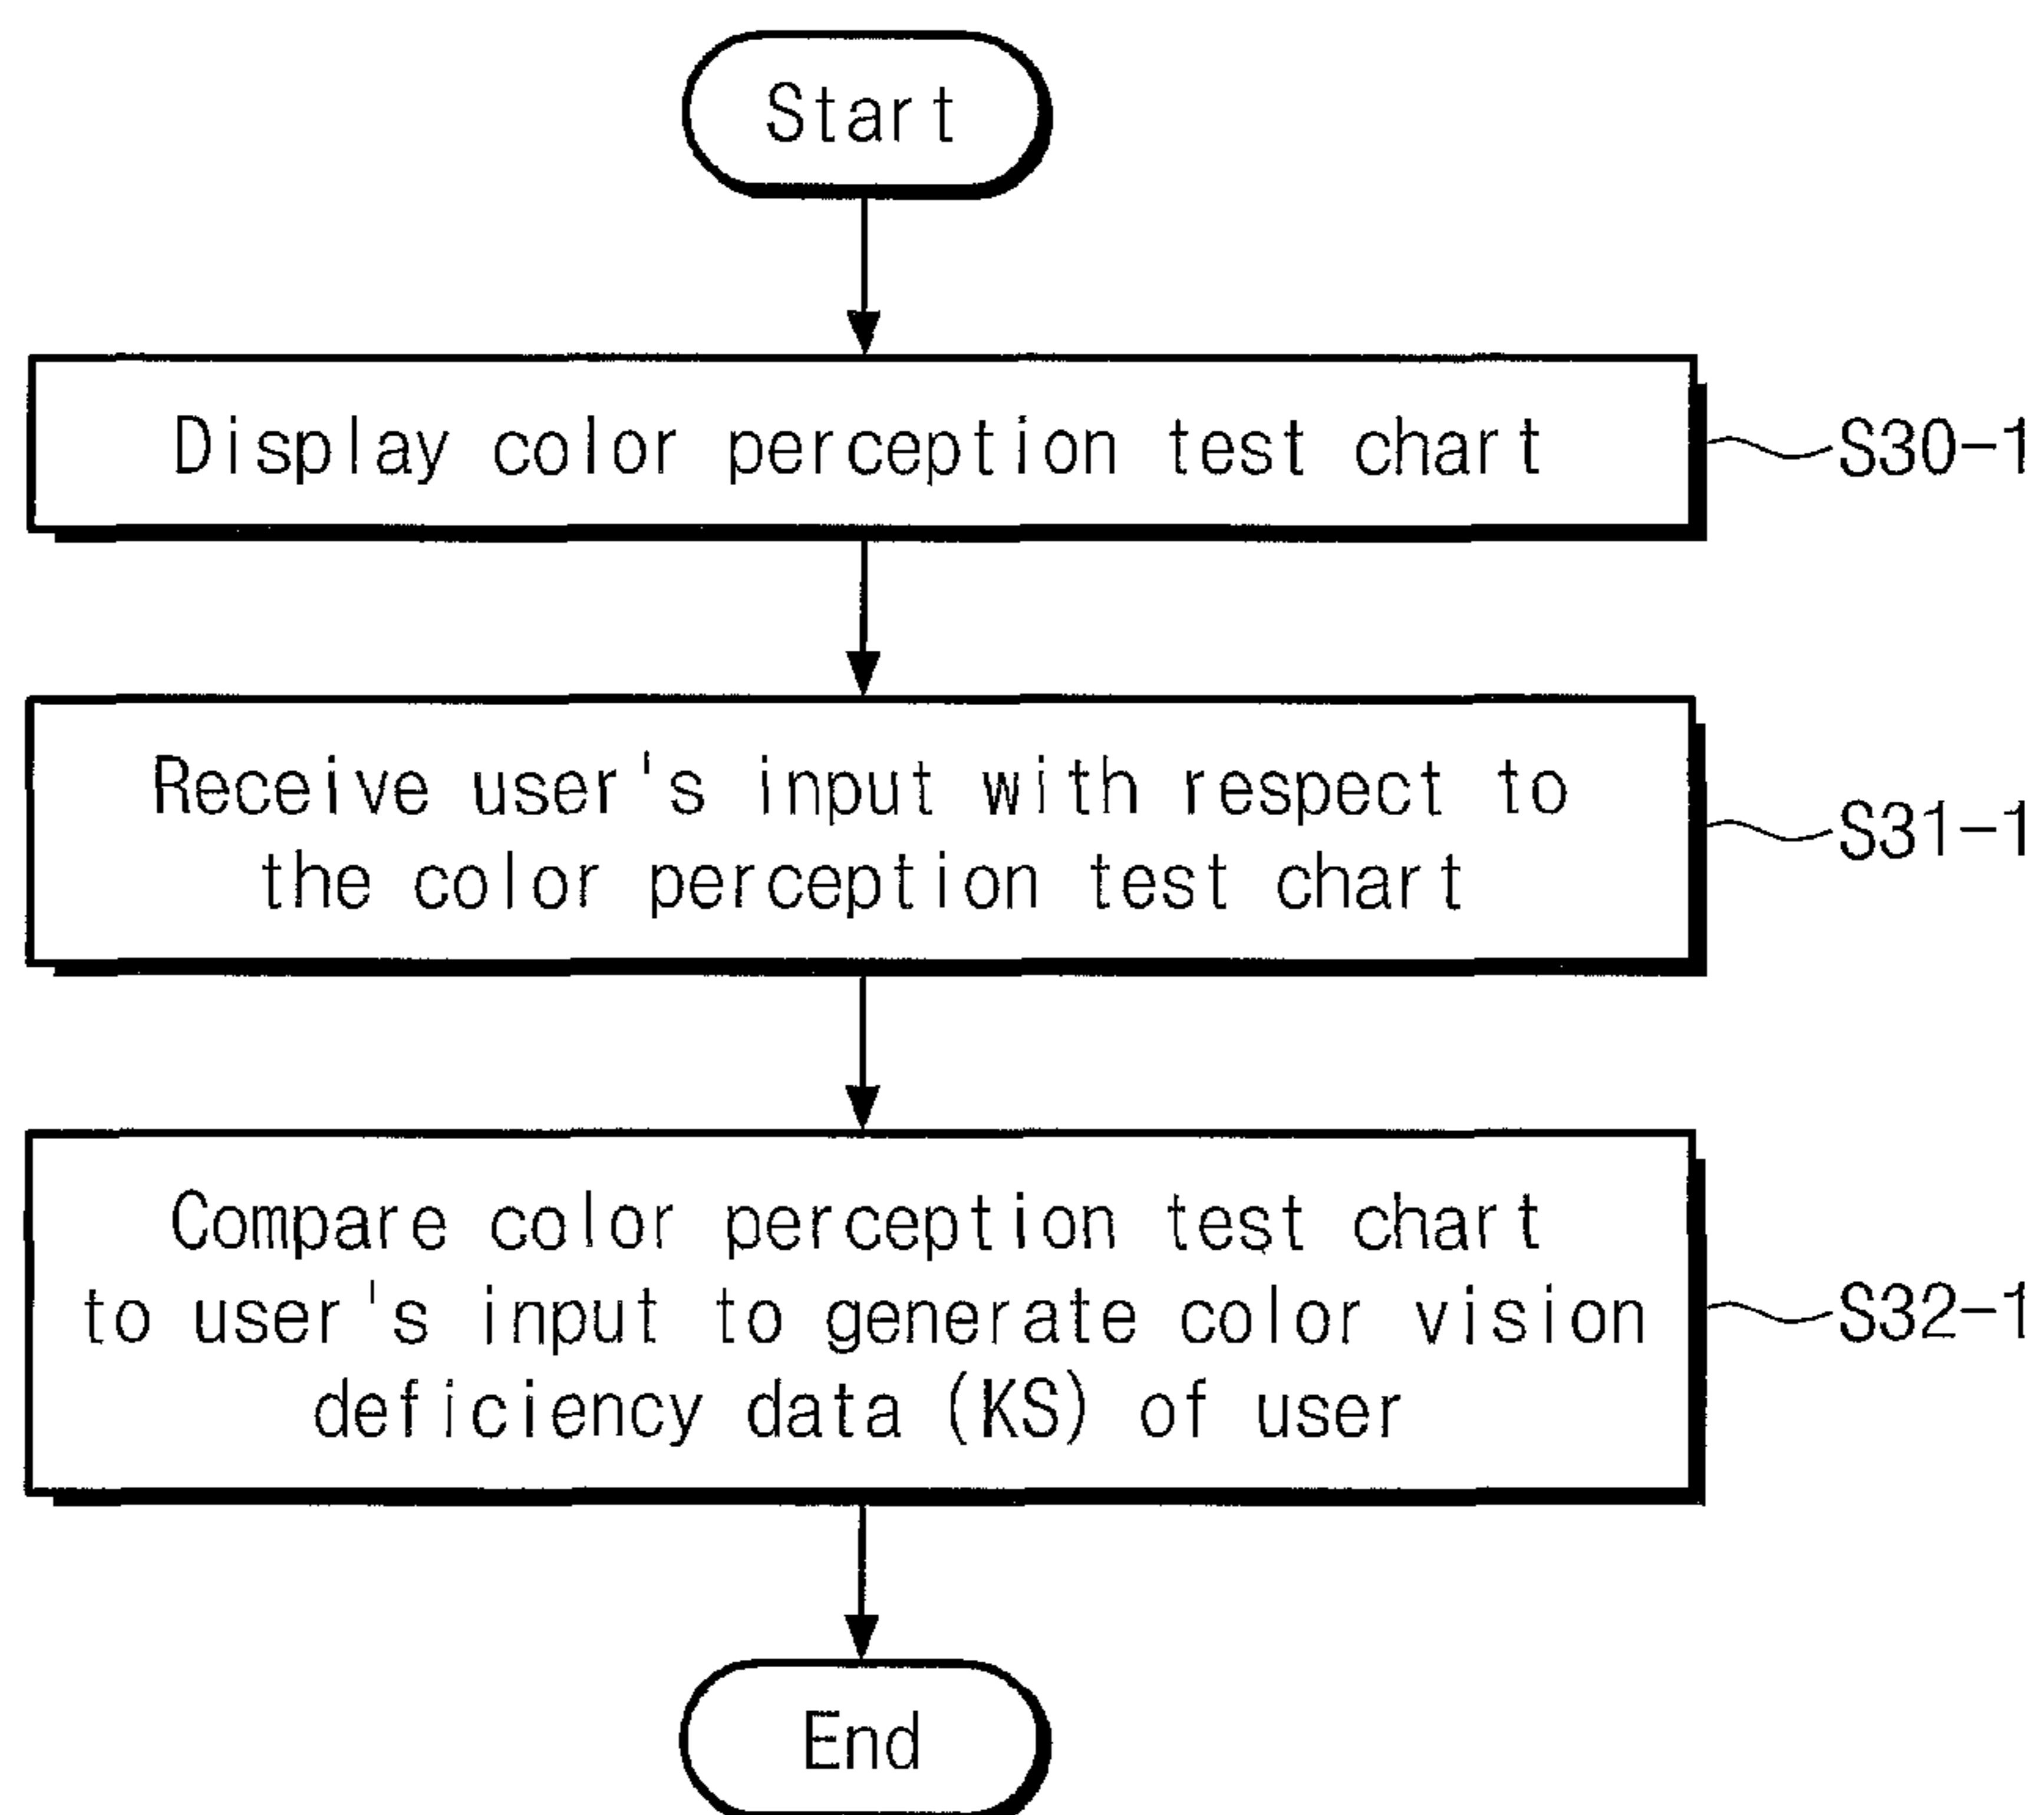 Start
Display color perception test chart
S30-1
Receive user's input with respect to
the color perception test chart
S31-1
Compare color perception test chart
to user's input to generate color vision
deficiency data (KS) of user
S32-1
End